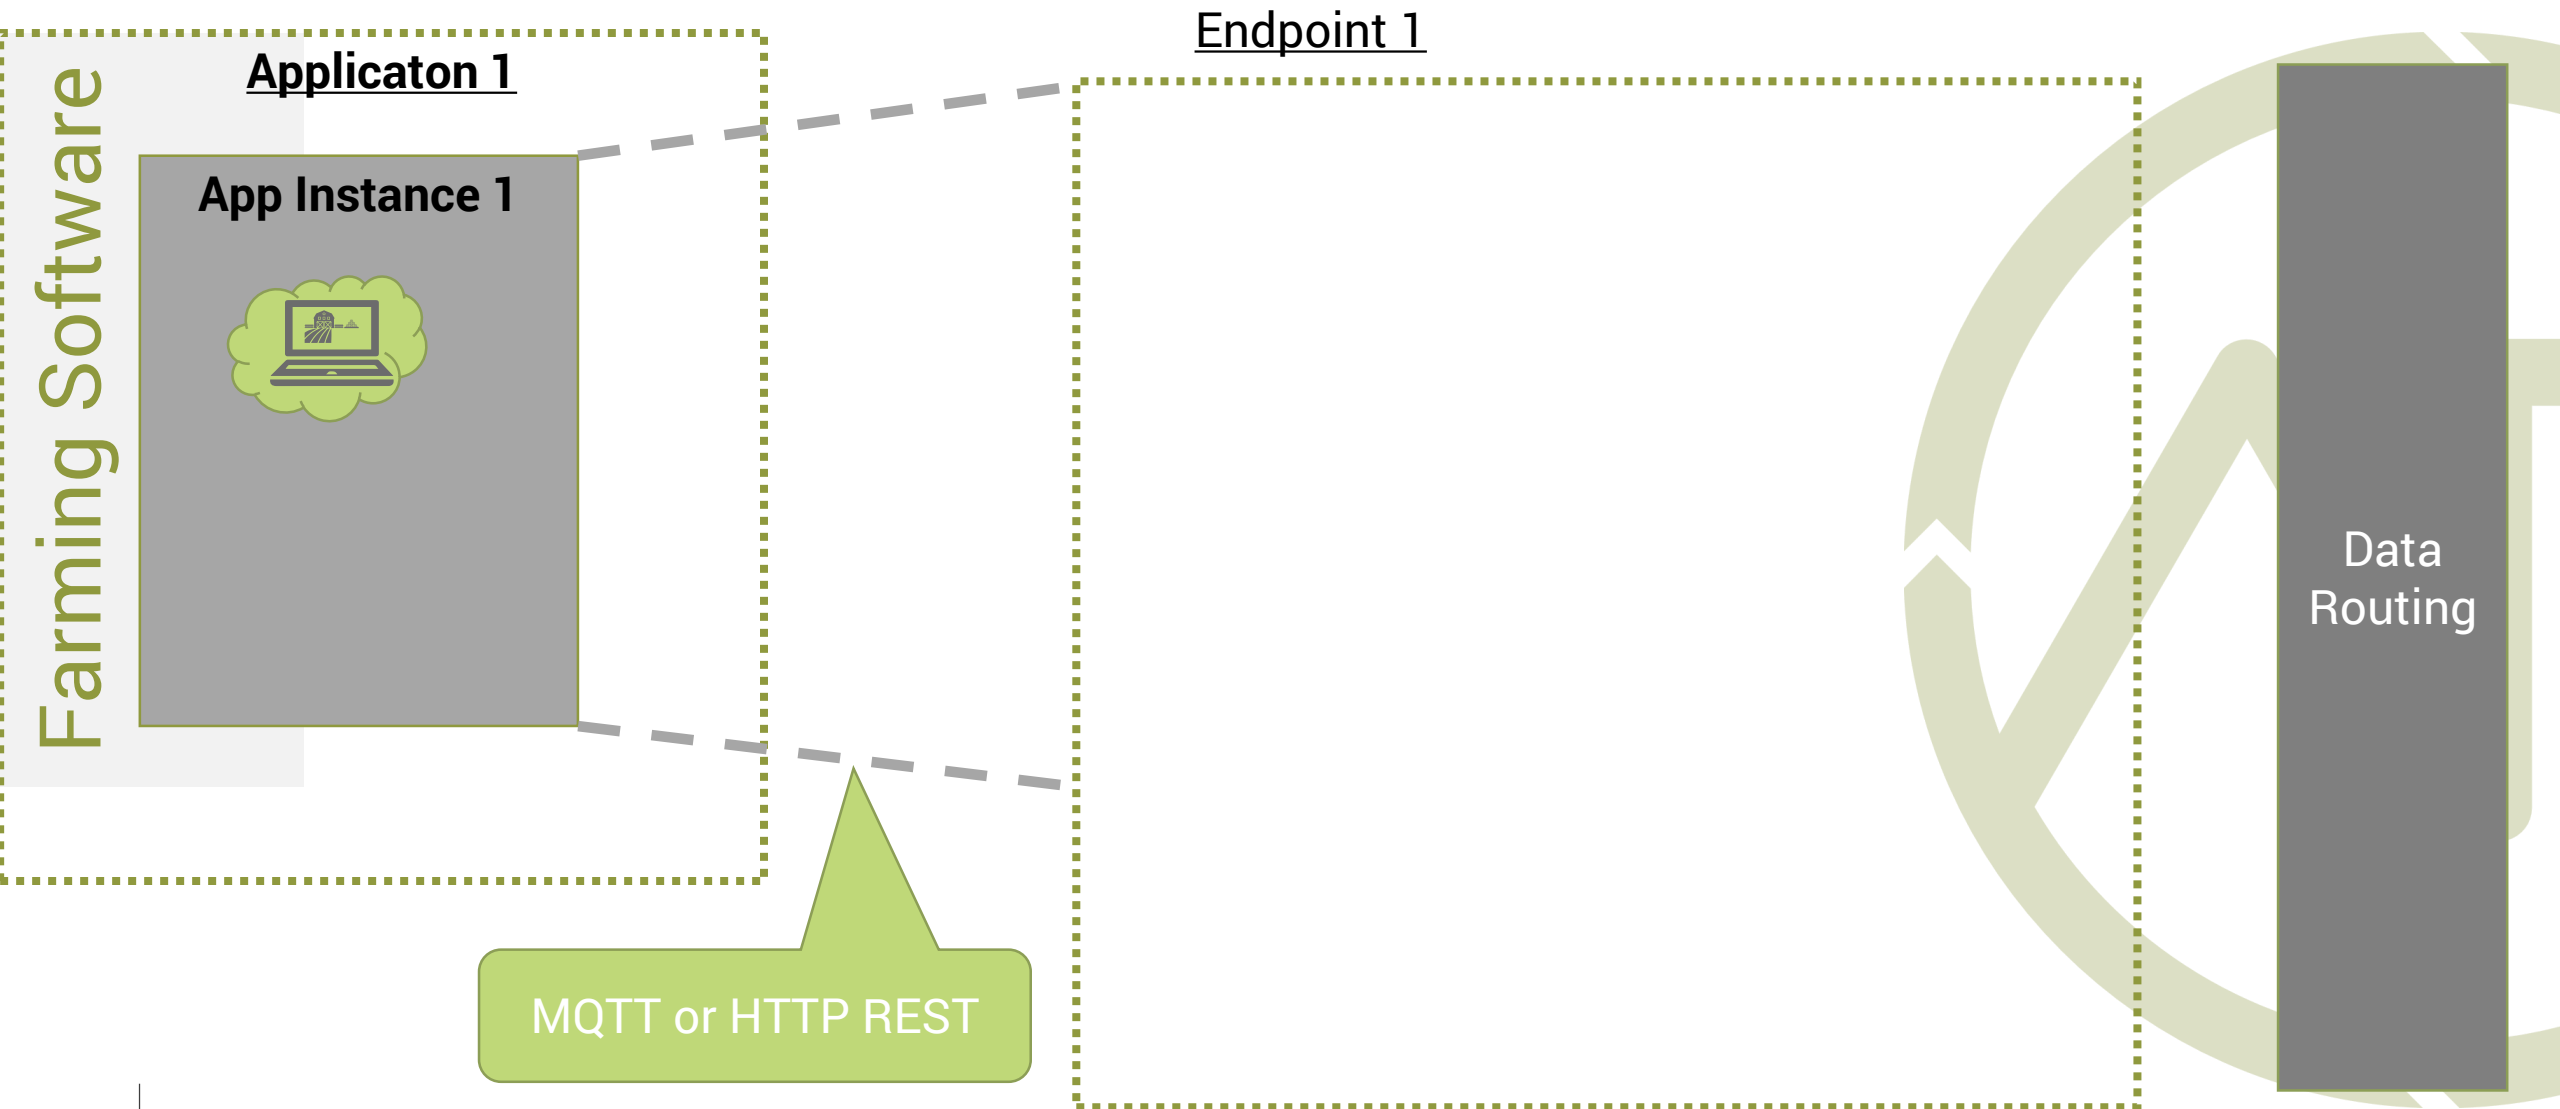 Endpoint 1
Applicaton 1
Farming Software
App Instance 1
Data
Routing
MQTT or HTTP REST